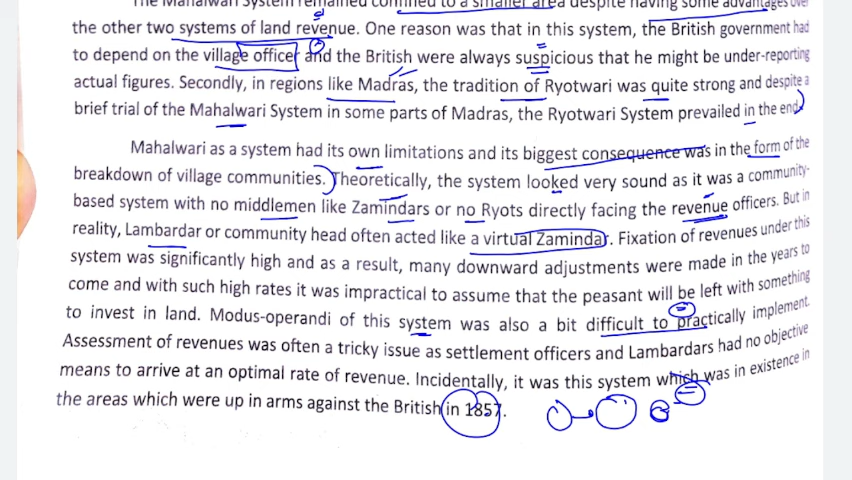 The Mahalwari System remained confined to a smaller area despite having some advantages over
the other two systems of land revenue. One reason was that in this system, the British government had
to depend on the village officer and the British were always suspicious that he might be under-reporting
actual figures. Secondly, in regions like Madras, the tradition of Ryotwari was quite strong and despite a
brief trial of the Mahalwari System in some parts of Madras, the Ryotwari System prevailed in the end.
Mahalwari as a system had its own limitations and its biggest consequence was in the form of the
breakdown of village communities. Theoretically, the system looked very sound as it was a community-
based system with no middlemen like Zamindars or no Ryots directly facing the revenue officers. But in
reality, Lambardar or community head often acted like a virtual Zamindar. Fixation of revenues under this
system was significantly high and as a result, many downward adjustments were made in the years to
come and with such high rates it was impractical to assume that the peasant will be left with something
to invest in land. Modus-operandi of this system was also a bit difficult to practically implement.
Assessment of revenues was often a tricky issue as settlement officers and Lambardars had no objective
means to arrive at an optimal rate of revenue. Incidentally, it was this system which was in existence in
the areas which were up in arms against the British in 1857.